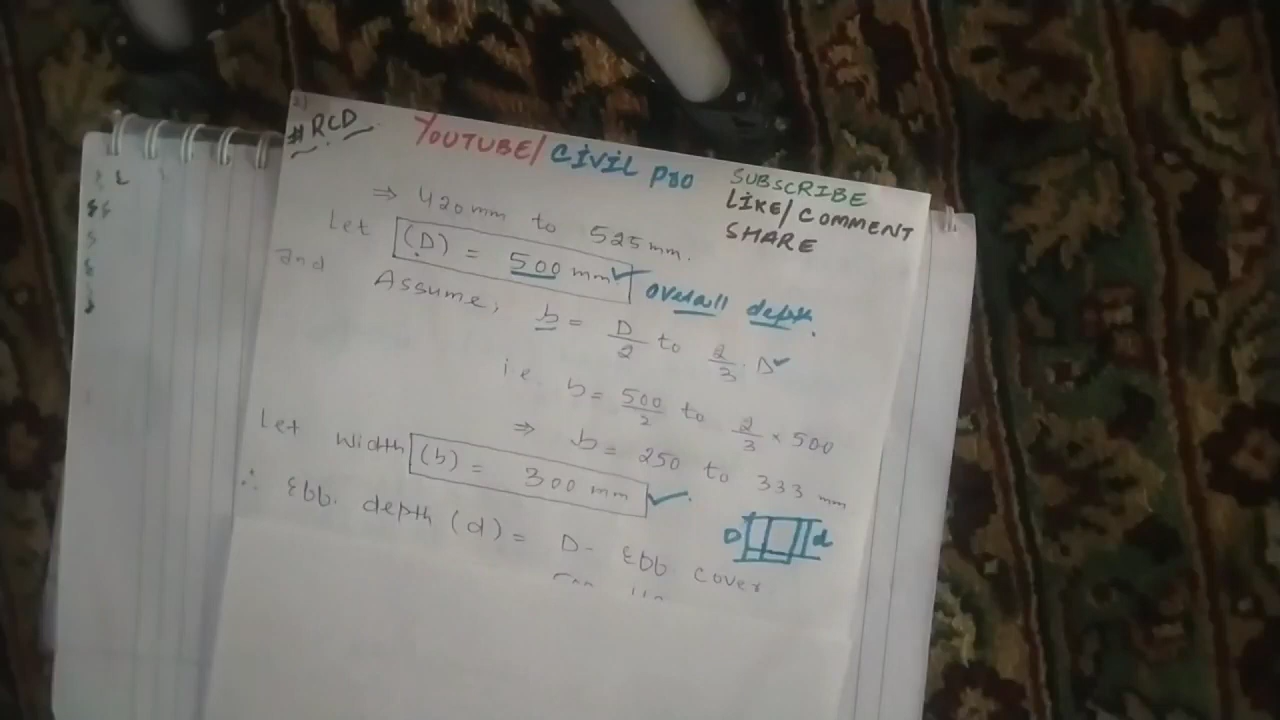 2)
#RCD
YOUTUBE/ CIVIL PRO
SUBSCRIBE
LIKE/ COMMENT
SHARE
⇒ 420mm to 525mm.
Let (D) = 500 mm ✓ overall depth.
and Assume, b = D/2 to 2/3 · D ✓
i.e b = 500/2 to 2/3 × 500
⇒ b = 250 to 333 mm
Let width (b) = 300 mm ✓.
∴ Eff. depth (d) = D - Eff cover
D d